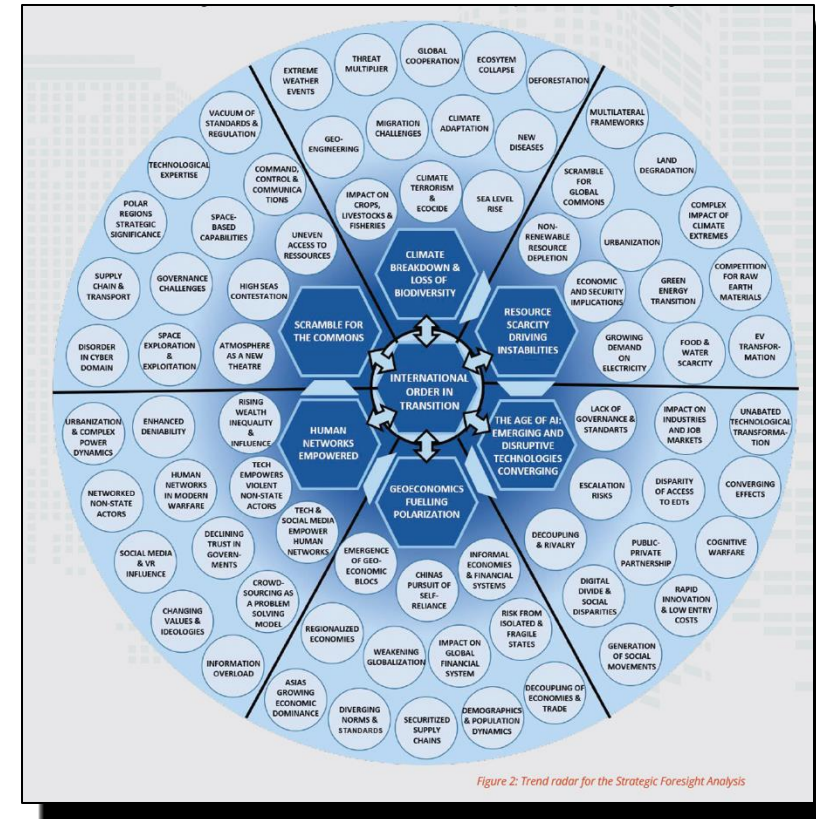 EXTREME
WEATHER
EVENTS
THREAT
MULTIPLIER
GLOBAL
COOPERATION
ECOSYTEM
COLLAPSE
DEFORESTATION
GEO-
ENGINEERING
MIGRATION
CHALLENGES
CLIMATE
ADAPTATION
NEW
DISEASES
IMPACT ON
CROPS,
LIVESTOCKS &
FISHERIES
CLIMATE
TERRORISM
&
ECOCIDE
SEA LEVEL
RISE
CLIMATE
BREAKDOWN &
LOSS OF
BIODIVERSITY
MULTILATERAL
FRAMEWORKS
LAND
DEGRADATION
SCRAMBLE
FOR
GLOBAL
COMMONS
COMPLEX
IMPACT OF
CLIMATE
EXTREMES
NON-
RENEWABLE
RESOURCE
DEPLETION
URBANIZATION
COMPETITION
FOR RAW
EARTH
MATERIALS
ECONOMIC
AND SECURITY
IMPLICATIONS
GREEN
ENERGY
TRANSITION
GROWING
DEMAND
ON
ELECTRICITY
FOOD &
WATER
SCARCITY
EV
TRANSFOR-
MATION
RESOURCE
SCARCITY
DRIVING
INSTABILITIES
LACK OF
GOVERNANCE &
STANDARTS
IMPACT ON
INDUSTRIES
AND JOB
MARKETS
UNABATED
TECHNOLOGICAL
TRANSFORMA-
TION
ESCALATION
RISKS
DISPARITY
OF ACCESS
TO EDTs
CONVERGING
EFFECTS
DECOUPLING
& RIVALRY
PUBLIC-
PRIVATE
PARTNERSHIP
COGNITIVE
WARFARE
DIGITAL
DIVIDE &
SOCIAL
DISPARITIES
RAPID
INNOVATION
& LOW ENTRY
COSTS
GENERATION
OF SOCIAL
MOVEMENTS
THE AGE OF AI:
EMERGING AND
DISRUPTIVE
TECHNOLOGIES
CONVERGING
GEOECONOMICS
FUELLING
POLARIZATION
EMERGENCE
OF GEO-
ECONOMIC
BLOCS
CHINAS
PURSUIT OF
SELF-
RELIANCE
INFORMAL
ECONOMIES
& FINANCIAL
SYSTEMS
REGIONALIZED
ECONOMIES
WEAKENING
GLOBALIZATION
IMPACT ON
GLOBAL
FINANCIAL
SYSTEM
RISK FROM
ISOLATED &
FRAGILE
STATES
ASIAS
GROWING
ECONOMIC
DOMINANCE
DIVERGING
NORMS &
STANDARDS
SECURITIZED
SUPPLY
CHAINS
DEMOGRAPHICS
& POPULATION
DYNAMICS
DECOUPLING OF
ECONOMIES &
TRADE
HUMAN
NETWORKS
EMPOWERED
URBANIZATION
& COMPLEX
POWER
DYNAMICS
ENHANCED
DENIABILITY
RISING
WEALTH
INEQUALITY
&
INFLUENCE
NETWORKED
NON-STATE
ACTORS
HUMAN
NETWORKS
IN MODERN
WARFARE
TECH
EMPOWERS
VIOLENT
NON-STATE
ACTORS
SOCIAL MEDIA
& VR
INFLUENCE
DECLINING
TRUST IN
GOVERN-
MENTS
TECH &
SOCIAL MEDIA
EMPOWER
HUMAN
NETWORKS
CHANGING
VALUES &
IDEOLOGIES
CROWD-
SOURCING AS
A PROBLEM
SOLVING
MODEL
INFORMATION
OVERLOAD
SCRAMBLE FOR
THE COMMONS
VACUUM OF
STANDARDS &
REGULATION
TECHNOLOGICAL
EXPERTISE
COMMAND,
CONTROL &
COMMUNICA
TIONS
POLAR
REGIONS
STRATEGIC
SIGNIFICANCE
SPACE-
BASED
CAPABILITIES
UNEVEN
ACCESS TO
RESSOURCES
SUPPLY
CHAIN &
TRANSPORT
GOVERNANCE
CHALLENGES
HIGH SEAS
CONTESTATION
DISORDER
IN CYBER
DOMAIN
SPACE
EXPLORATION
&
EXPLOITATION
ATMOSPHERE
AS A NEW
THEATRE
INTERNATIONAL
ORDER IN
TRANSITION
Figure 2: Trend radar for the Strategic Foresight Analysis